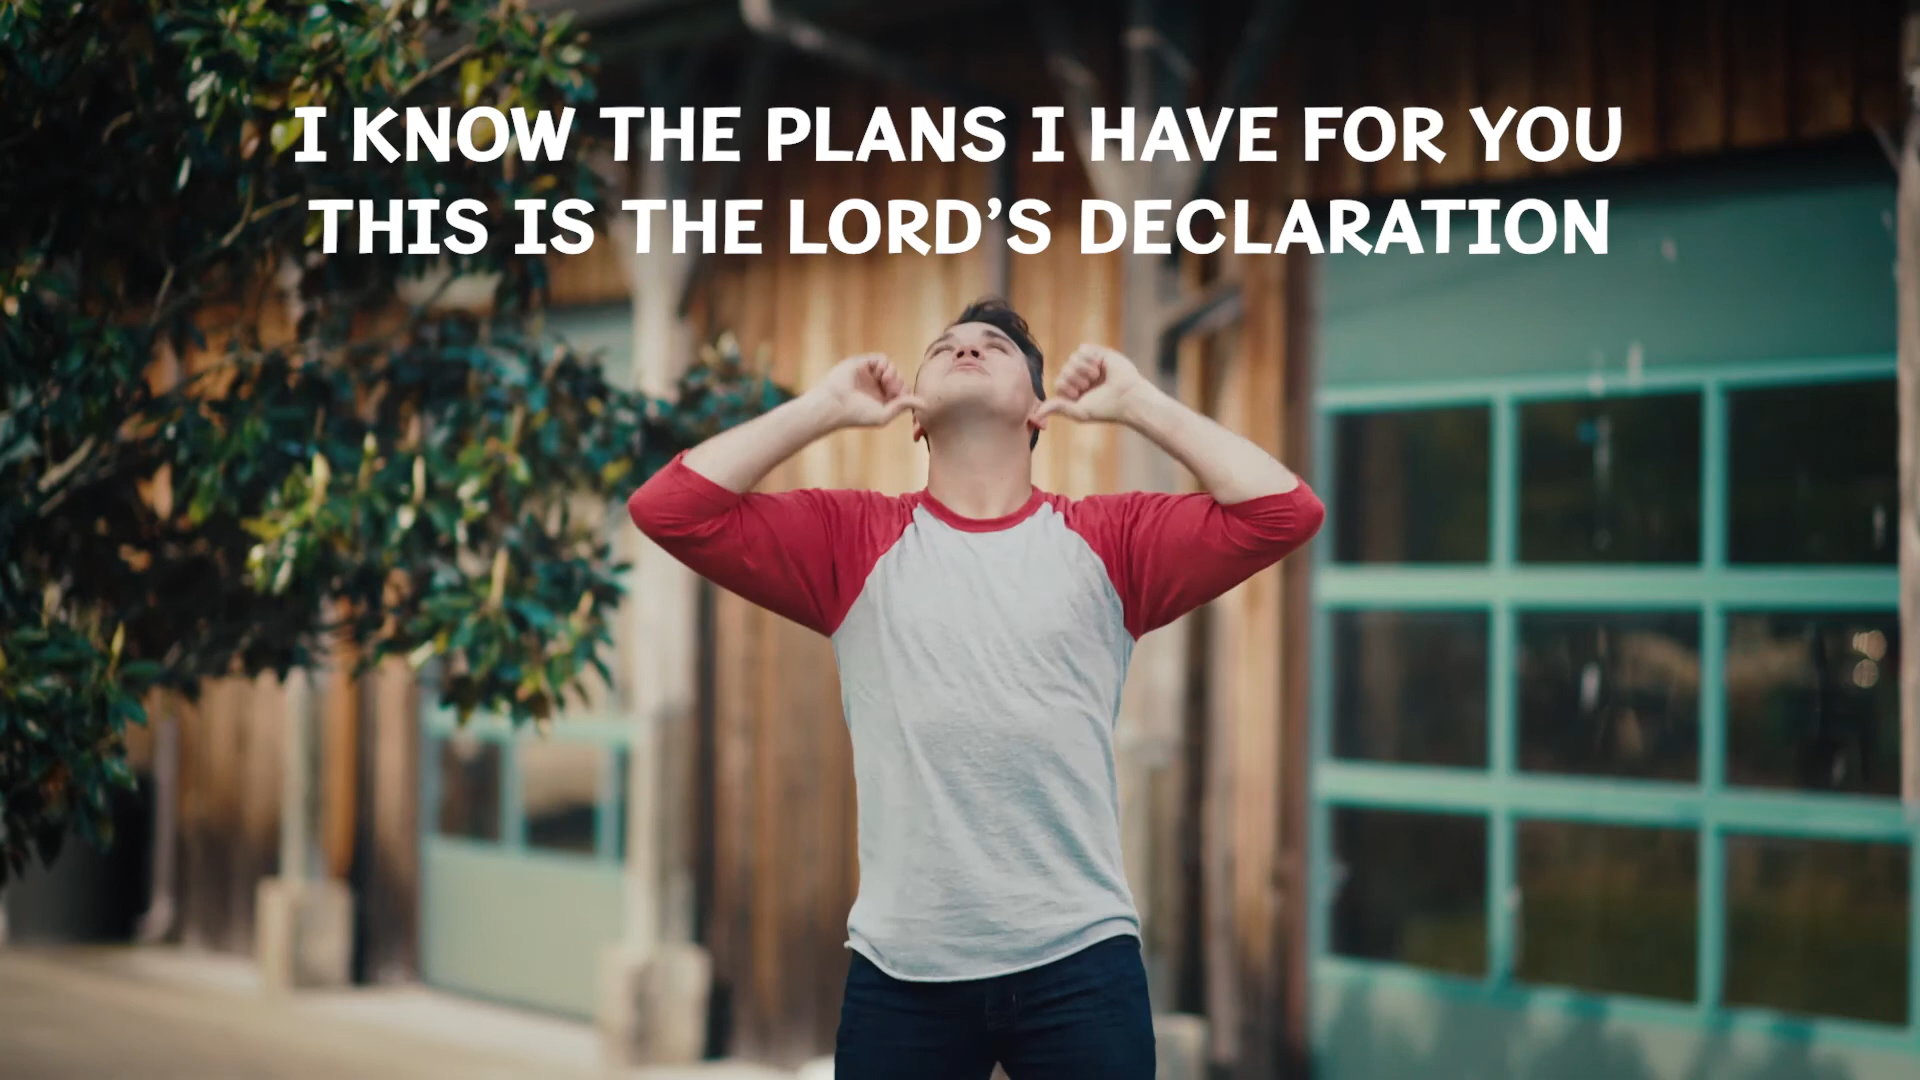 I KNOW THE PLANS I HAVE FOR YOU
THIS IS THE LORD’S DECLARATION